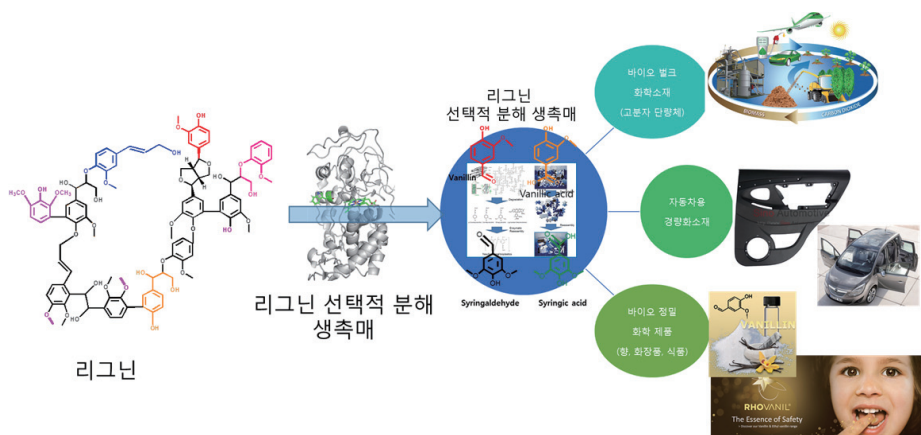 리그닌
리그닌 선택적 분해
생촉매
리그닌
선택적 분해 생촉매
Vanillin
Vanillic acid
Syringaldehyde
Syringic acid
바이오 벌크
화학소재
(고분자 단량체)
자동차용
경량화소재
바이오 정밀
화학 제품
(향, 화장품, 식품)
BIOMASS
CARBON DIOXIDE
Automotive
VANILLIN
RHOVANIL®
The Essence of Safety